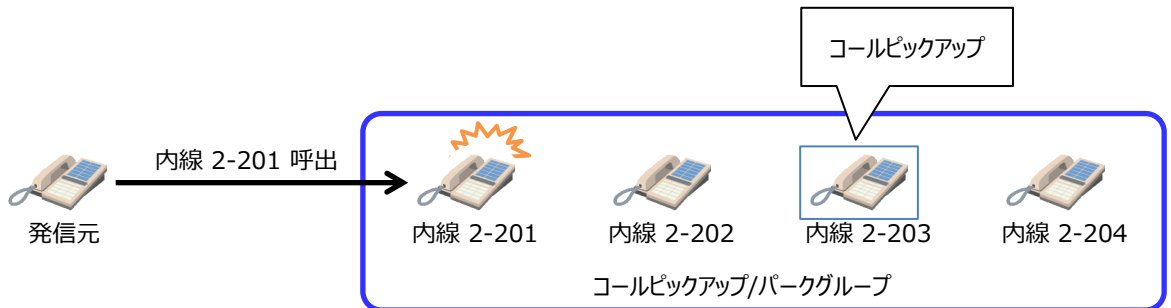 コールピックアップ
内線 2-201 呼出
発信元
内線 2-201
内線 2-202
内線 2-203
内線 2-204
コールピックアップ/パークグループ